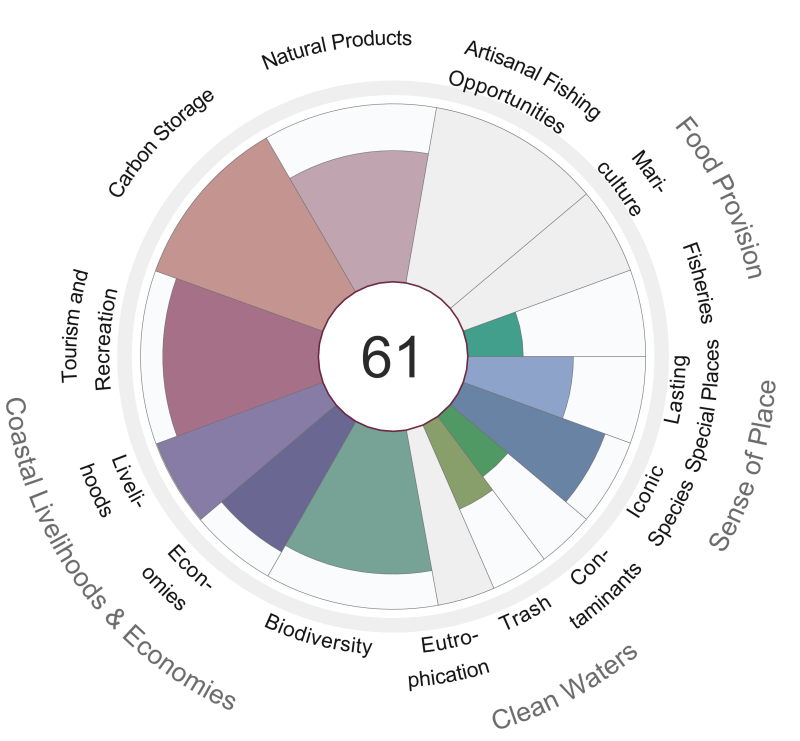 Natural Products
Artisanal Fishing
Opportunities
Mari-
culture
Food Provision
Fisheries
Lasting
Special Places
Sense of Place
Iconic
Species
Con-
taminants
Trash
Clean Waters
Eutro-
phication
Biodiversity
Econ-
omies
Liveli-
hoods
Coastal Livelihoods & Economies
Tourism and
Recreation
Carbon Storage
61